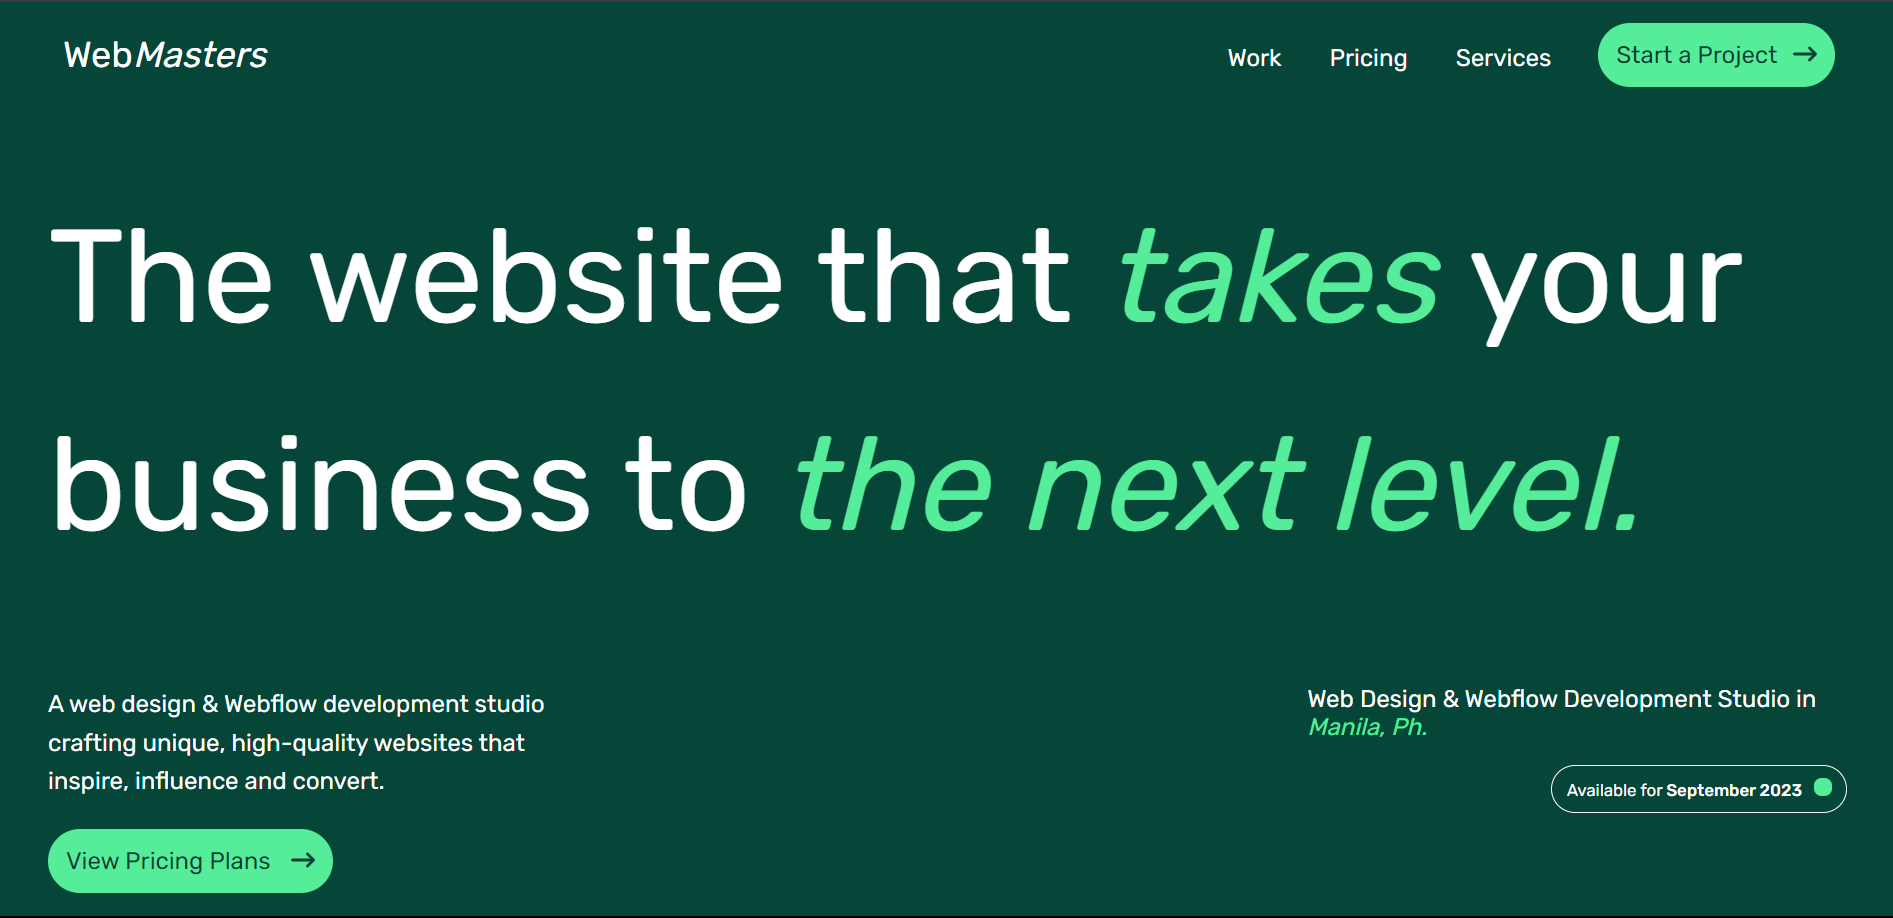 WebMasters
Work
Pricing
Services
Start a Project
The website that takes your
business to the next level.
A web design & Webflow development studio
crafting unique, high-quality websites that
inspire, influence and convert.
View Pricing Plans
Web Design & Webflow Development Studio in
Manila, Ph.
Available for September 2023